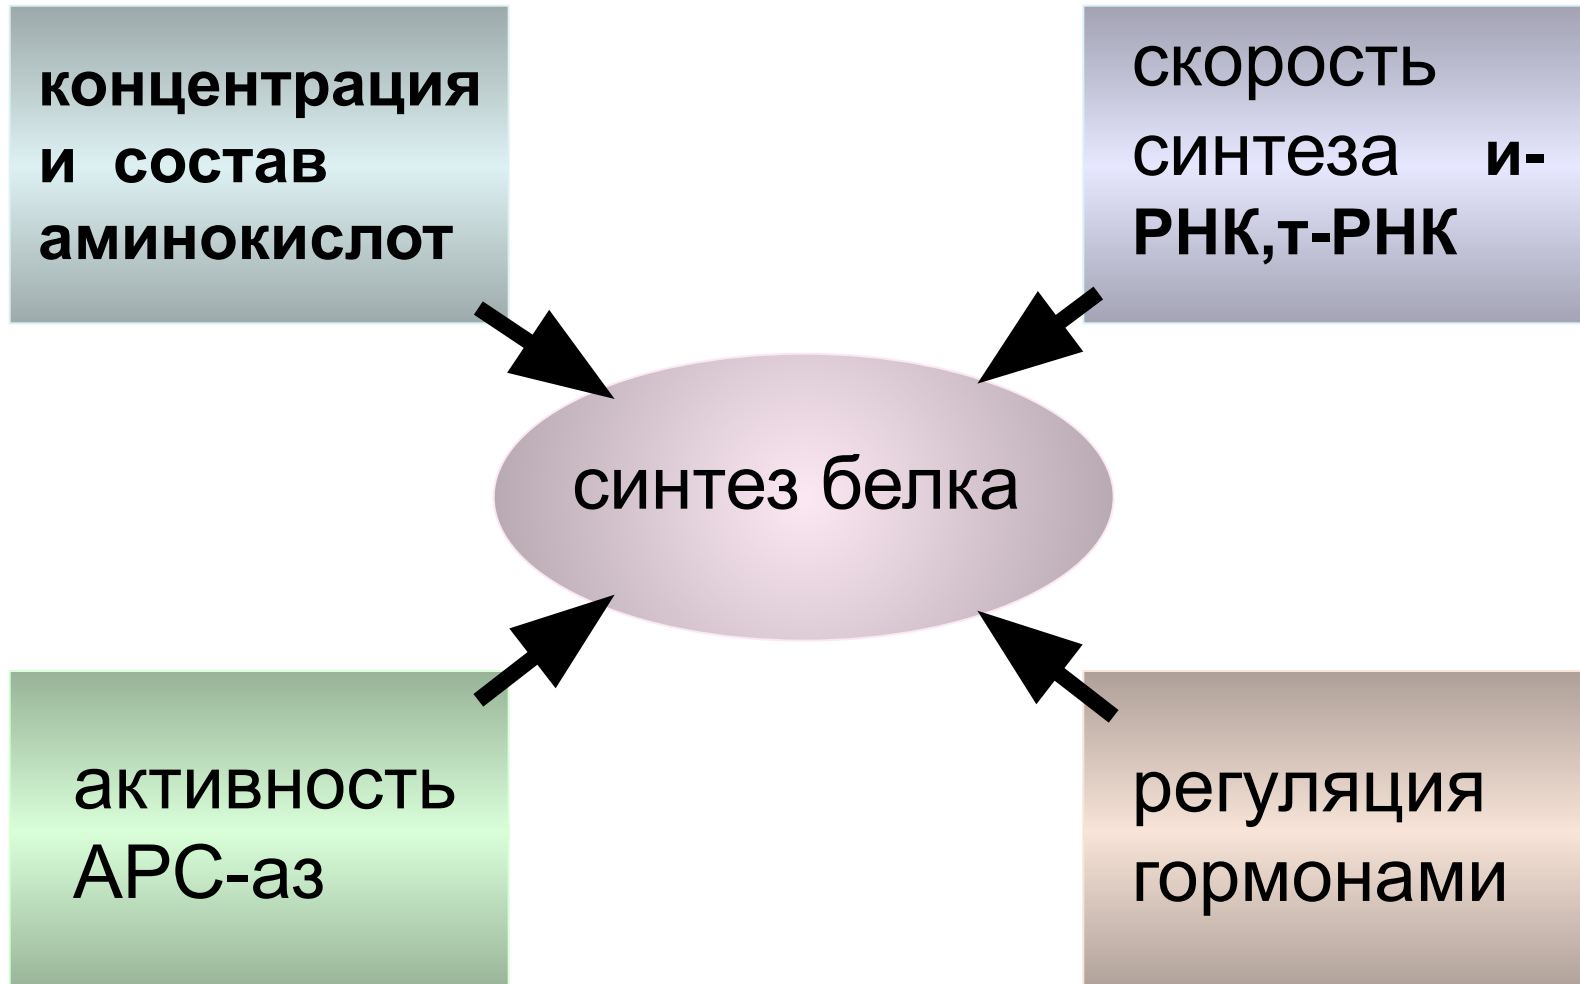 концентрация
и состав
аминокислот
скорость
синтеза и-
РНК,т-РНК
синтез белка
активность
АРС-аз
регуляция
гормонами